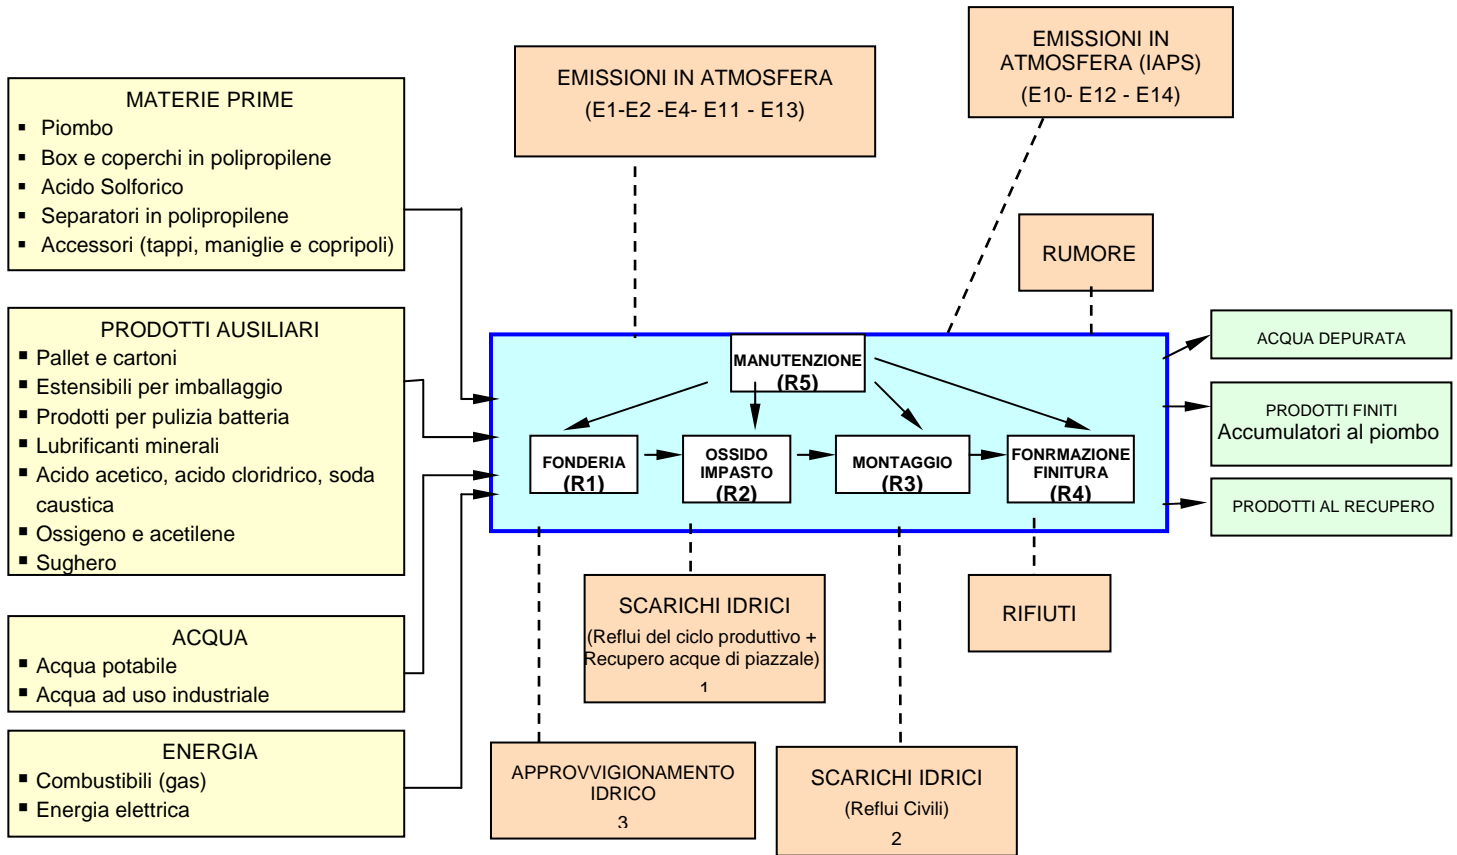 MATERIE PRIME
▪ Piombo
▪ Box e coperchi in polipropilene
▪ Acido Solforico
▪ Separatori in polipropilene
▪ Accessori (tappi, maniglie e copripoli)
PRODOTTI AUSILIARI
▪ Pallet e cartoni
▪ Estensibili per imballaggio
▪ Prodotti per pulizia batteria
▪ Lubrificanti minerali
▪ Acido acetico, acido cloridrico, soda
caustica
▪ Ossigeno e acetilene
▪ Sughero
ACQUA
▪ Acqua potabile
▪ Acqua ad uso industriale
ENERGIA
▪ Combustibili (gas)
▪ Energia elettrica
EMISSIONI IN ATMOSFERA
(E1-E2 -E4- E11 - E13)
EMISSIONI IN
ATMOSFERA (IAPS)
(E10- E12 - E14)
RUMORE
MANUTENZIONE
(R5)
FONDERIA
(R1)
OSSIDO
IMPASTO
(R2)
MONTAGGIO
(R3)
FONRMAZIONE
FINITURA
(R4)
ACQUA DEPURATA
PRODOTTI FINITI
Accumulatori al piombo
PRODOTTI AL RECUPERO
SCARICHI IDRICI
(Reflui del ciclo produttivo +
Recupero acque di piazzale)
1
RIFIUTI
APPROVVIGIONAMENTO
IDRICO
3
SCARICHI IDRICI
(Reflui Civili)
2